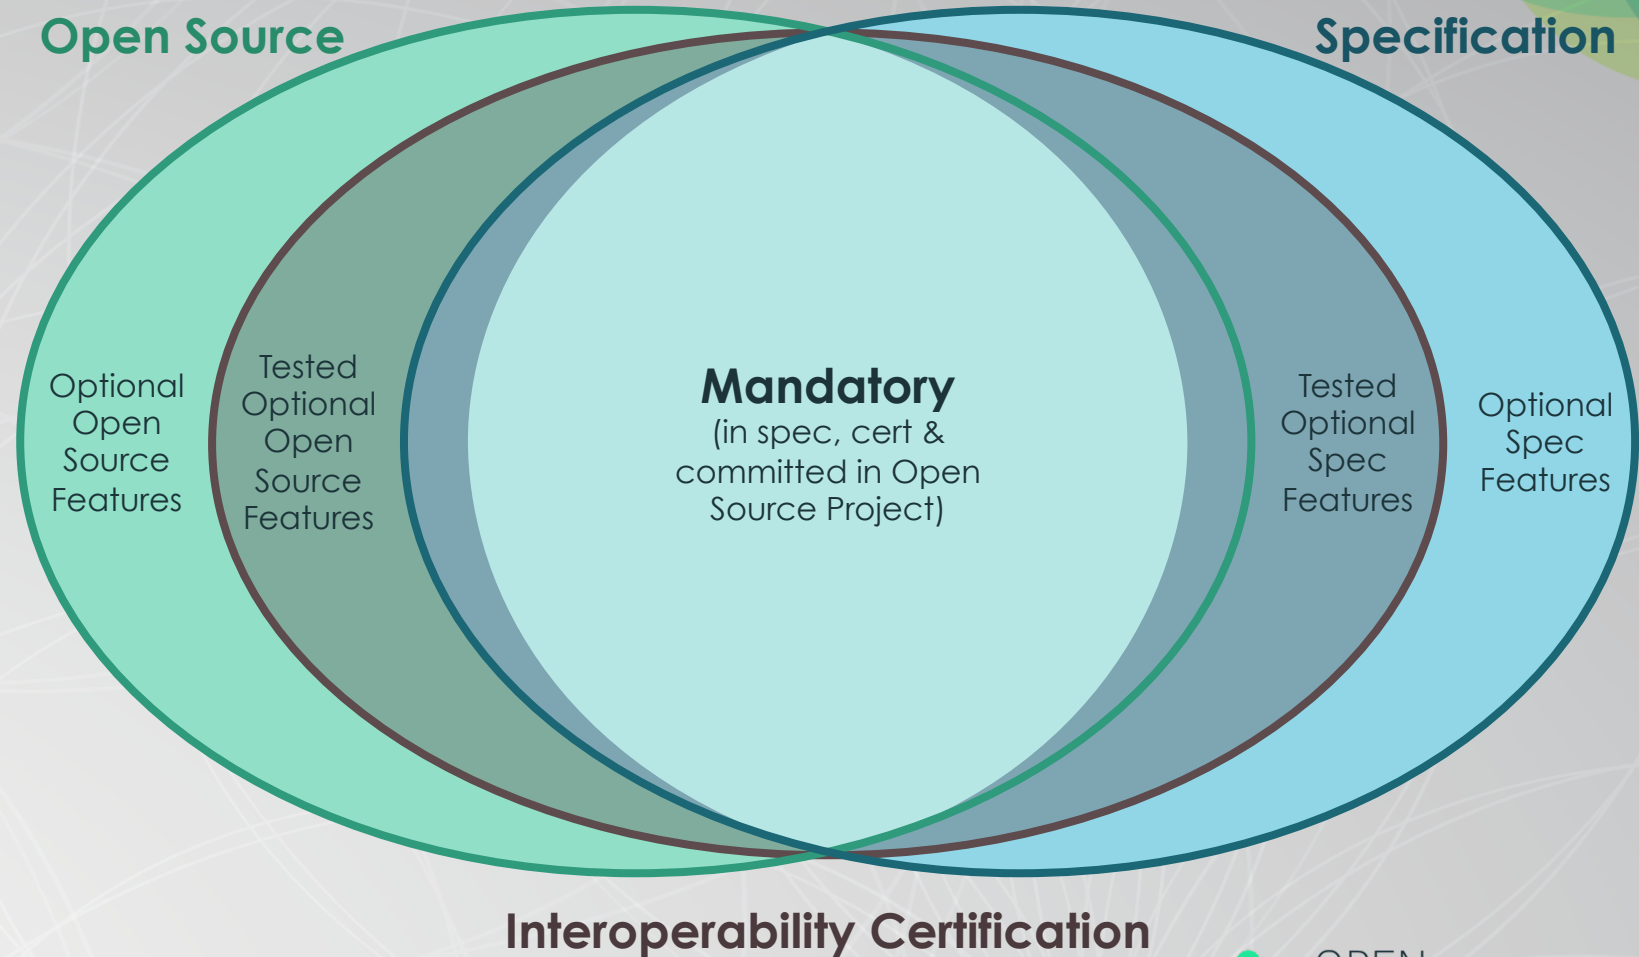 Open Source
Specification
Optional
Open
Source
Features
Tested
Optional
Open
Source
Features
Mandatory
(in spec, cert &
committed in Open
Source Project)
Tested
Optional
Spec
Features
Optional
Spec
Features
Interoperability Certification
OPEN